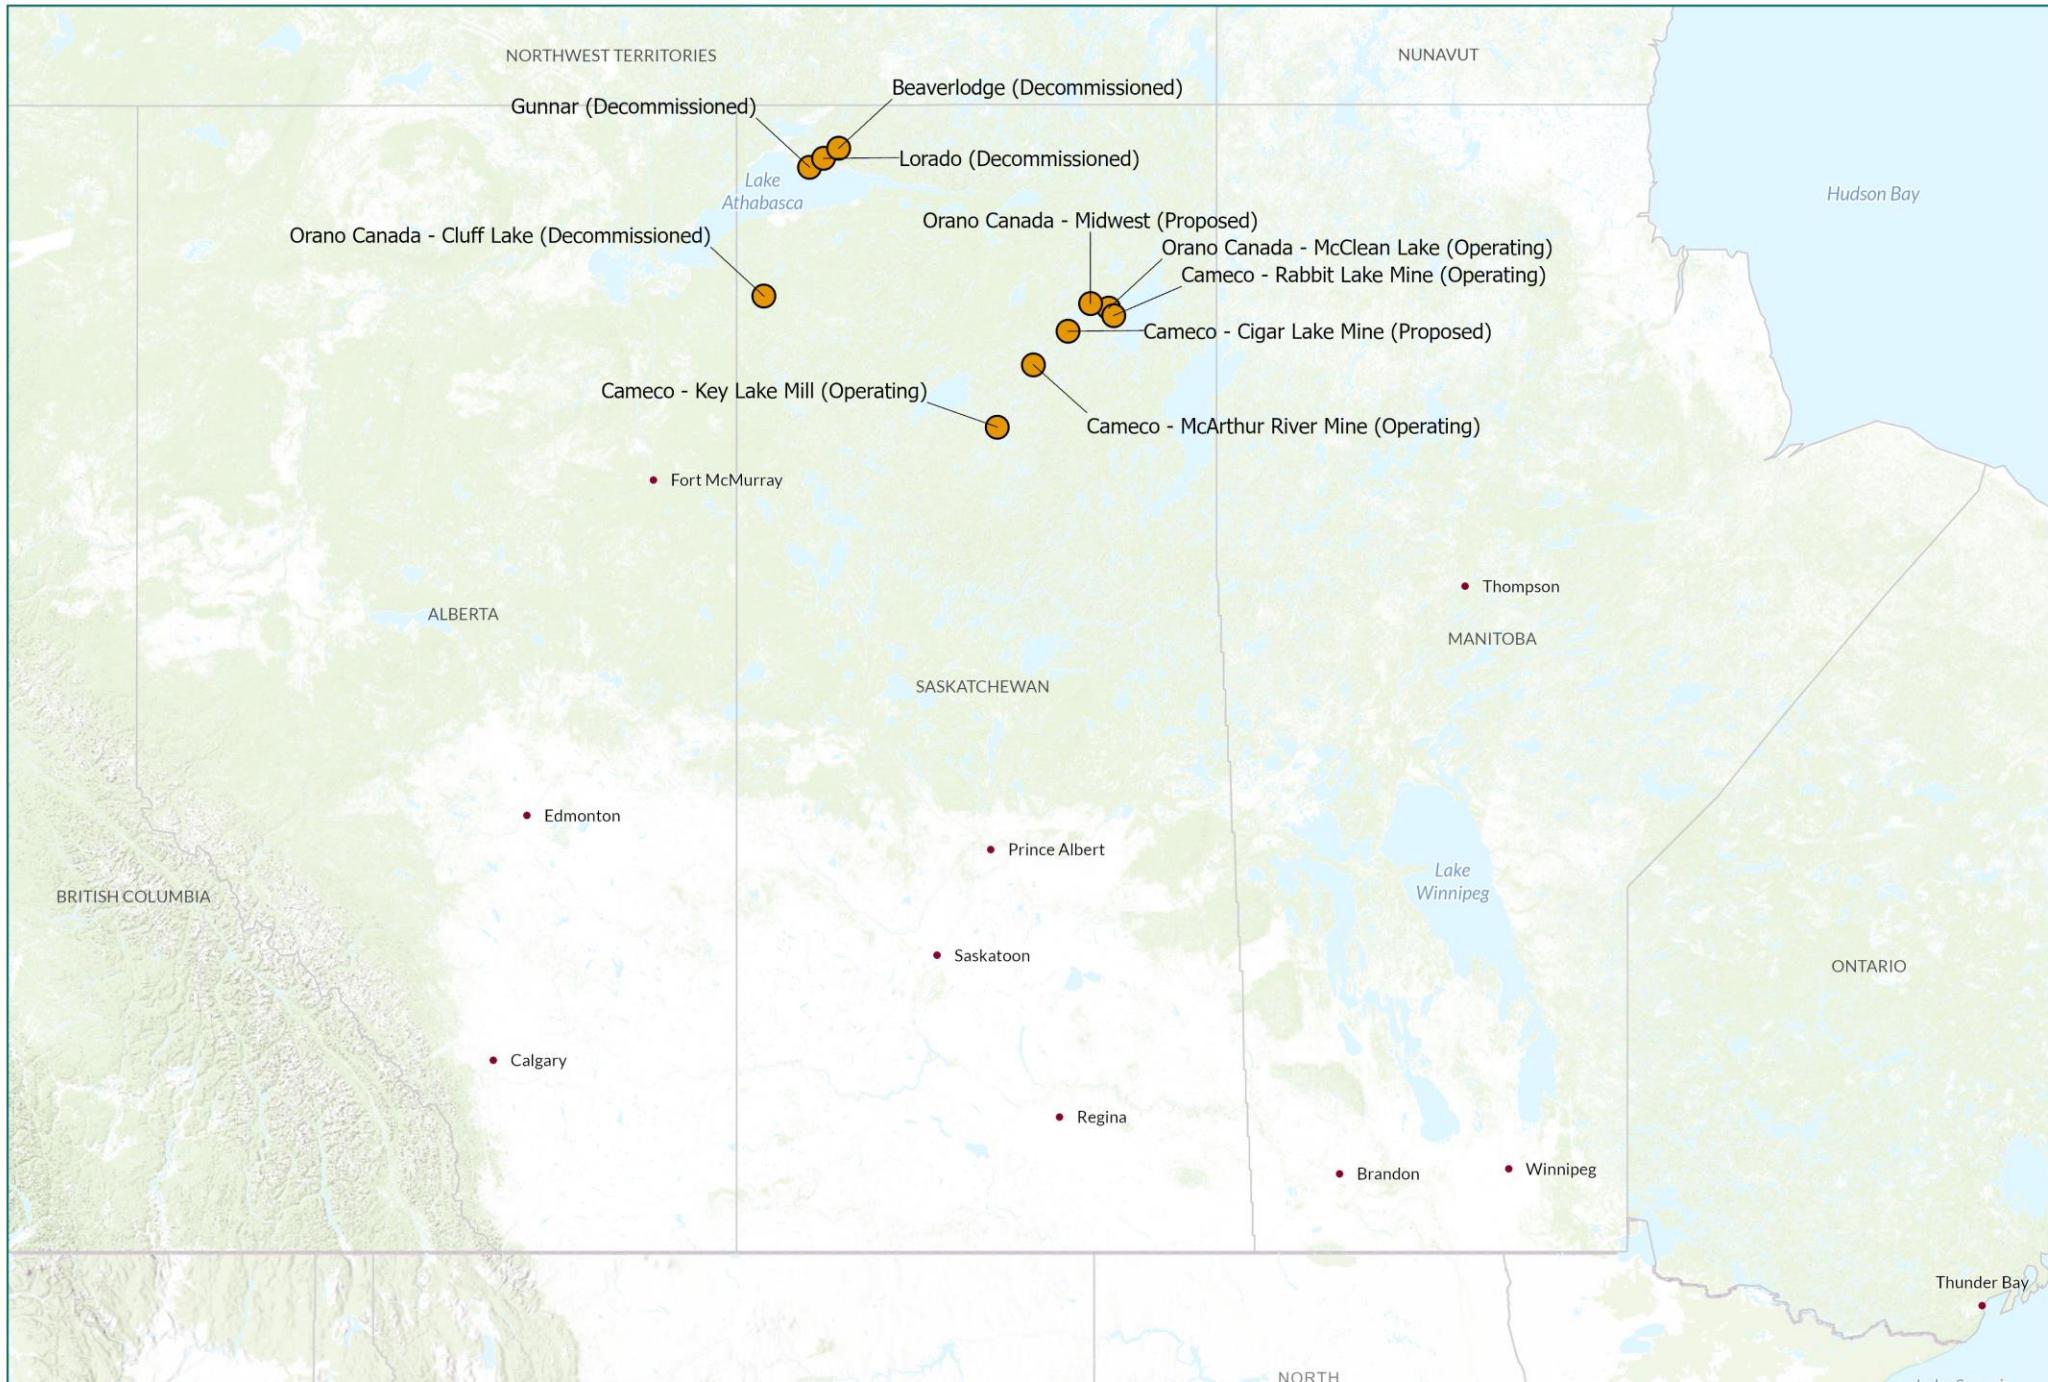 NORTHWEST TERRITORIES
NUNAVUT
Beaverlodge (Decommissioned)
Gunnar (Decommissioned)
Lorado (Decommissioned)
Lake
Athabasca
Hudson Bay
Orano Canada - Midwest (Proposed)
Orano Canada - Cluff Lake (Decommissioned)
Orano Canada - McClean Lake (Operating)
Cameco - Rabbit Lake Mine (Operating)
Cameco - Cigar Lake Mine (Proposed)
Cameco - Key Lake Mill (Operating)
Cameco - McArthur River Mine (Operating)
Fort McMurray
Thompson
ALBERTA
MANITOBA
SASKATCHEWAN
Edmonton
Prince Albert
Lake
Winnipeg
BRITISH COLUMBIA
Saskatoon
ONTARIO
Calgary
Regina
Brandon
Winnipeg
Thunder Bay
NORTH